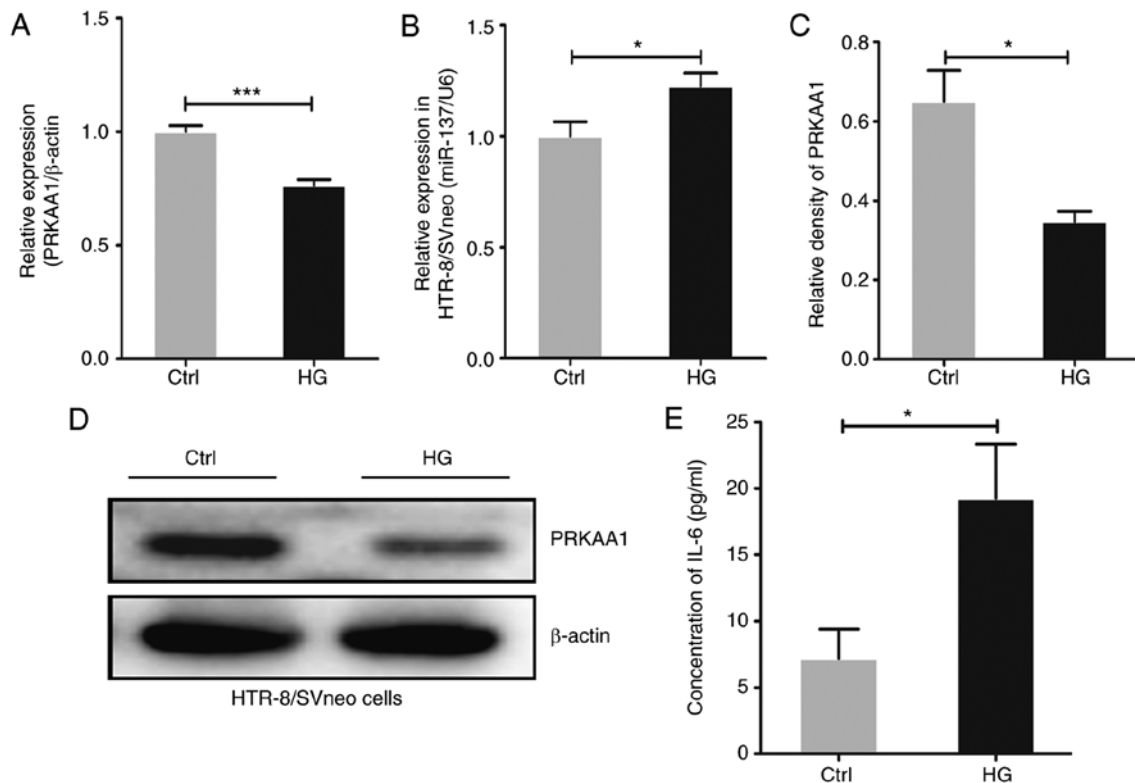 A
Relative expression
(PRKAA1/β-actin
1.5
1.0
0.5
0.0
***
Ctrl
HG
B
Relative expression in
HTR-8/SVneo (miR-137/U6)
1.5
1.0
0.5
0.0
*
Ctrl
HG
C
Relative density of PRKAA1
0.8
0.6
0.4
0.2
0.0
*
Ctrl
HG
D
Ctrl
HG
PRKAA1
β-actin
HTR-8/SVneo cells
E
Concentration of IL-6 (pg/ml)
25
20
15
10
5
0
*
Ctrl
HG